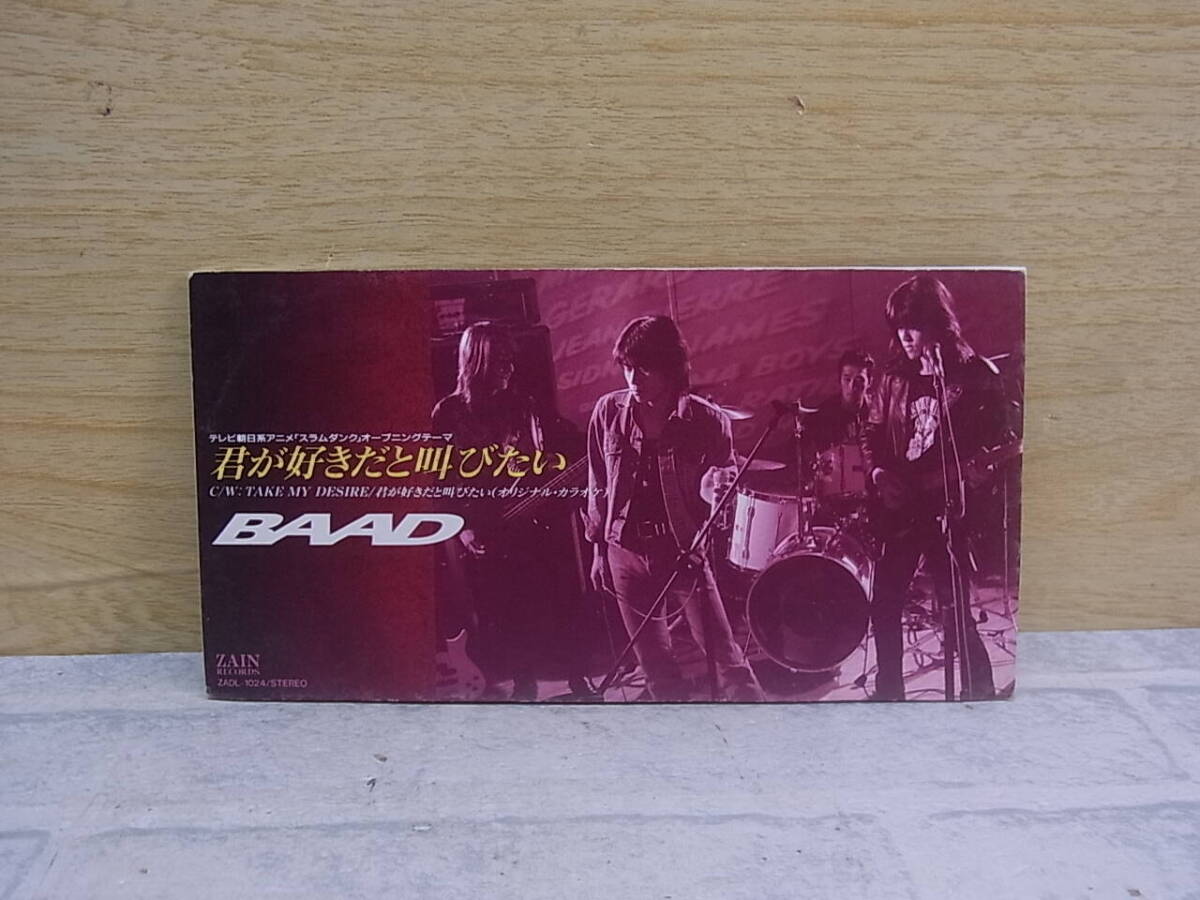 テレビ朝日系アニメ「スラムダンク」オープニングテーマ
君が好きだと叫びたい
C/W: TAKE MY DESIRE/君が好きだと叫びたい(オリジナル・カラオケ)
BAAD
ZAIN
RECORDS
ZADL-1024/STEREO